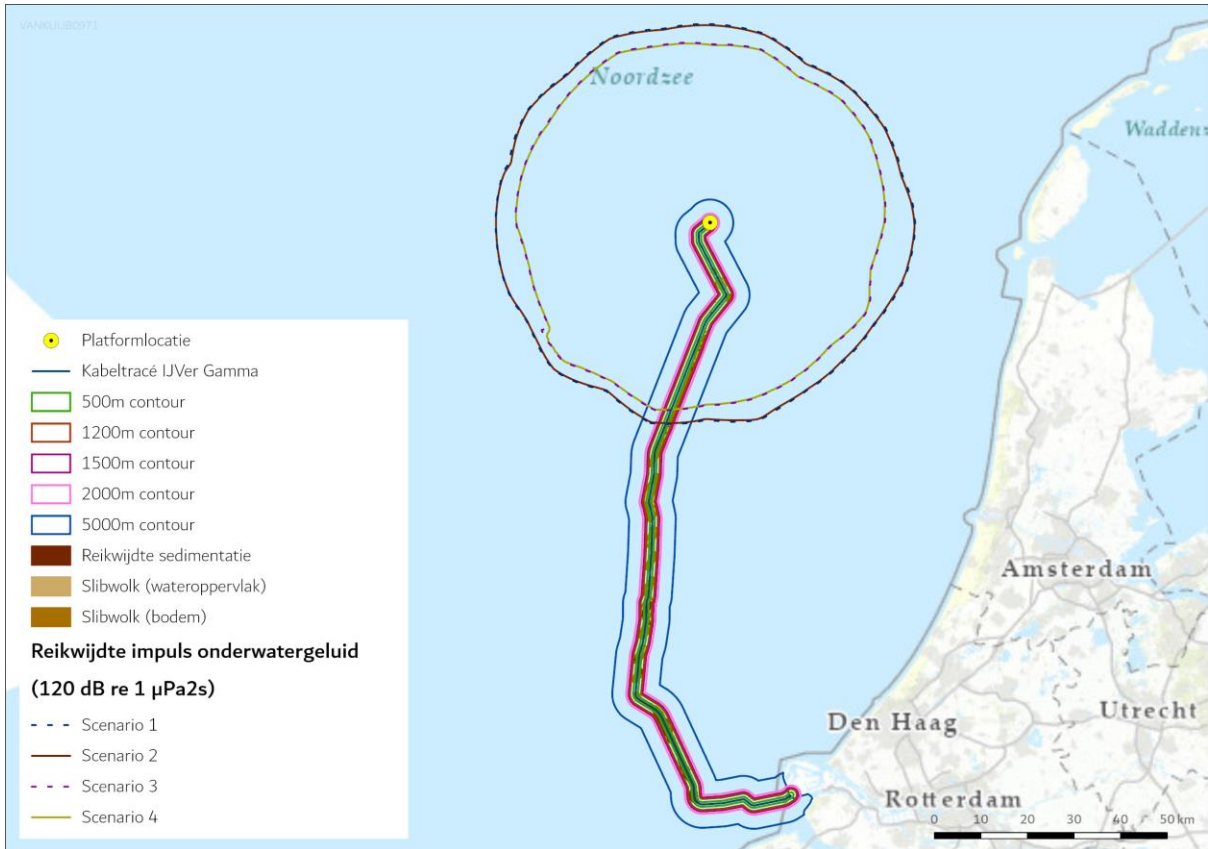 VANKUIJB0971
Noordzee
Waddenz
Platformlocatie
Kabeltracé IJVer Gamma
500m contour
1200m contour
1500m contour
2000m contour
5000m contour
Reikwijdte sedimentatie
Slibwolk (wateroppervlak)
Slibwolk (bodem)
Reikwijdte impuls onderwatergeluid
(120 dB re 1 µPa2s)
Scenario 1
Scenario 2
Scenario 3
Scenario 4
Amsterdam
Den Haag
Utrecht
Rotterdam
0 10 20 30 40 50 km